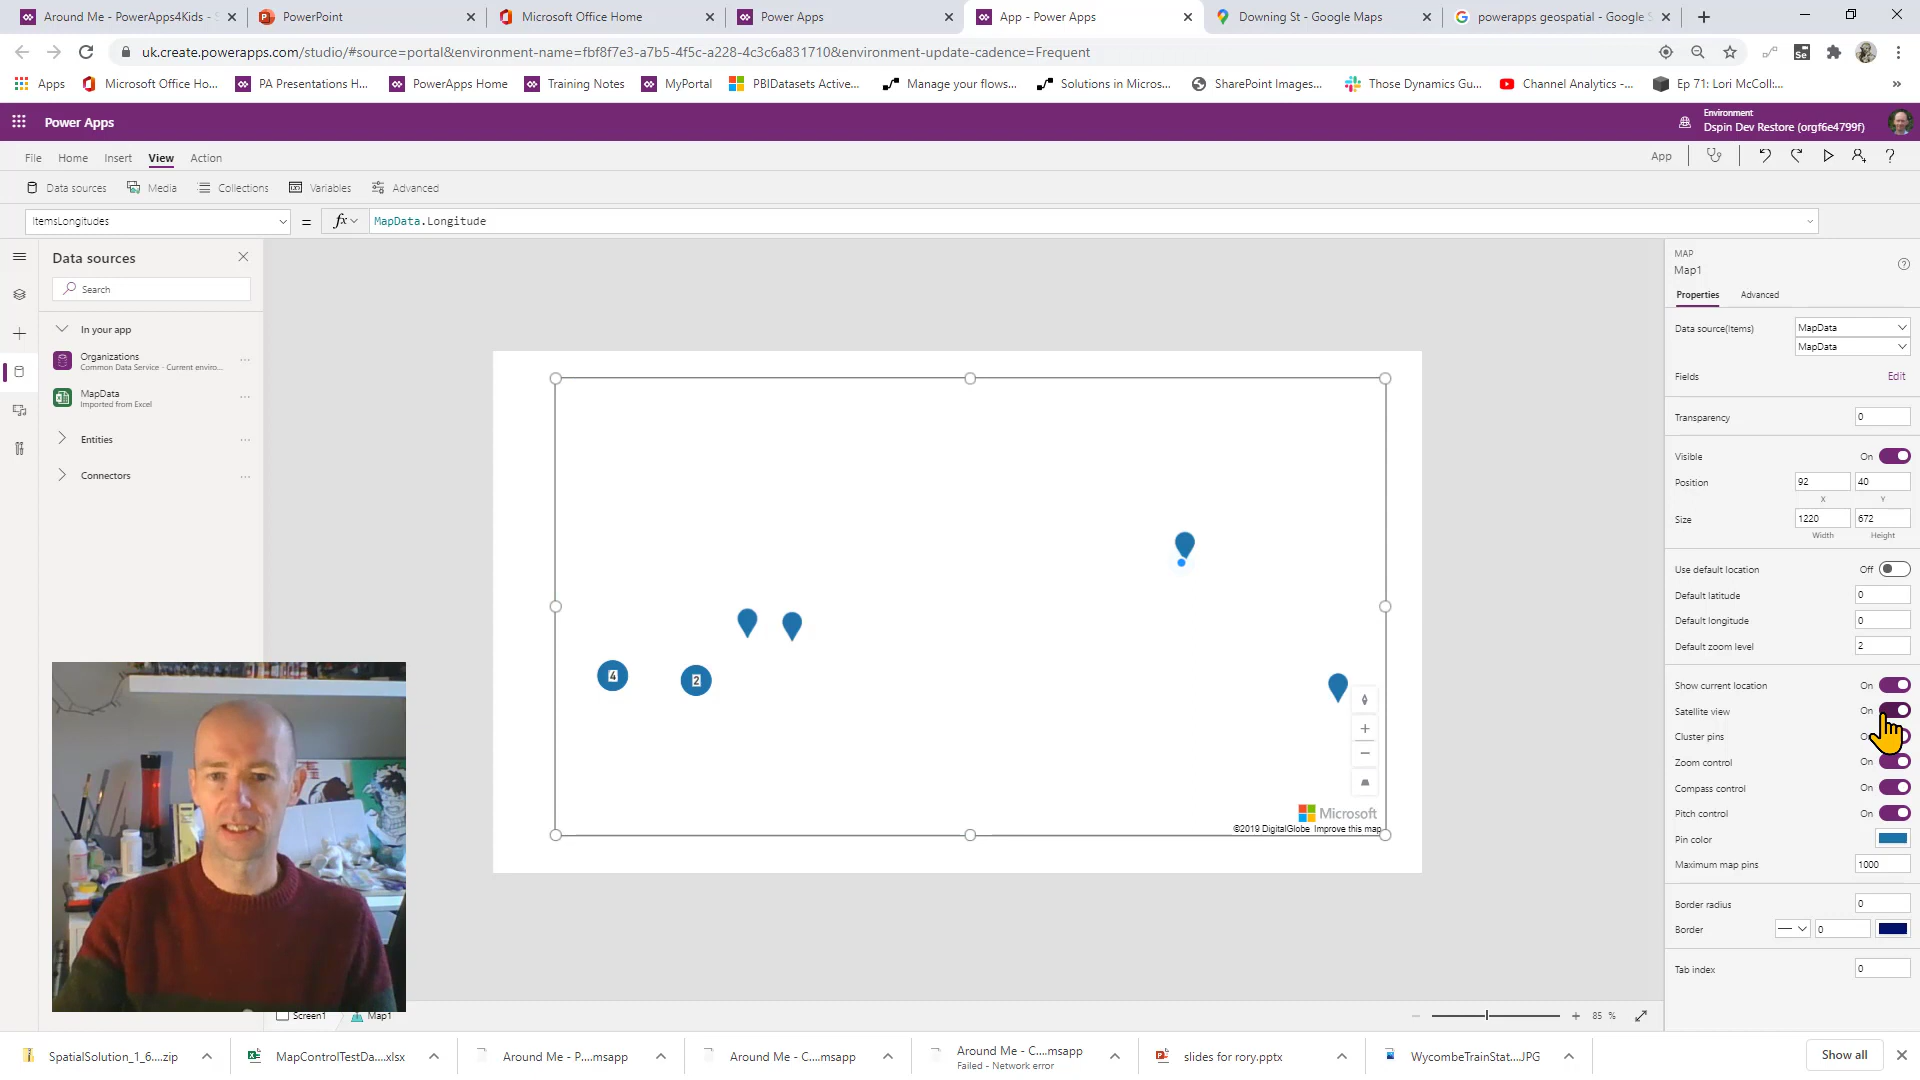 Around Me - PowerApps4Kids - S
PowerPoint
Microsoft Office Home
Power Apps
App - Power Apps
Downing St - Google Maps
powerapps geospatial - Google S
uk.create.powerapps.com/studio/#source=portal&environment-name=fbf8f7e3-a7b5-4f5c-a228-4c3c6a831710&environment-update-cadence=Frequent
Apps
Microsoft Office Ho...
PA Presentations H...
PowerApps Home
Training Notes
MyPortal
PBIDatasets Active...
Manage your flows...
Solutions in Micros...
SharePoint Images...
Those Dynamics Gu...
Channel Analytics -...
Ep 71: Lori McColl:...
»
Power Apps
Environment
Dspin Dev Restore (orgf6e4799f)
File
Home
Insert
View
Action
App
?
Data sources
Media
Collections
Variables
Advanced
ItemsLongitudes
=
fx
MapData.Longitude
Data sources
Search
In your app
Organizations
Common Data Service - Current enviro...
MapData
Imported from Excel
Entities
Connectors
4
2
Microsoft
©2019 DigitalGlobe Improve this map
MAP
Map1
Properties
Advanced
Data source(Items)
MapData
MapData
Fields
Edit
Transparency
0
Visible
On
Position
92
40
X
Y
Size
1220
672
Width
Height
Use default location
Off
Default latitude
0
Default longitude
0
Default zoom level
2
Show current location
On
Satellite view
On
Cluster pins
Zoom control
On
Compass control
On
Pitch control
On
Pin color
Maximum map pins
1000
Border radius
0
Border
0
Tab index
0
Screen1
Map1
85 %
SpatialSolution_1_6....zip
MapControlTestDa....xlsx
Around Me - P....msapp
Around Me - C....msapp
Around Me - C....msapp
Failed - Network error
slides for rory.pptx
WycombeTrainStat....JPG
Show all